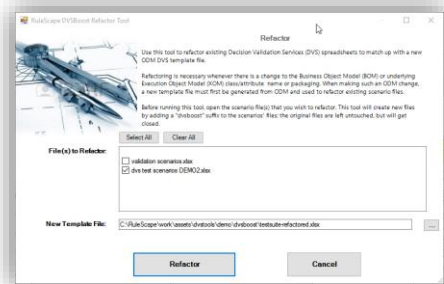 RuleScape DVSBoost Refactor Tool
Refactor
Use this tool to refactor existing Decision Validation Services (DVS) spreadsheets to match up with a new
ODM DVS template file.
Refactoring is necessary whenever there is a change to the Business Object Model (BOM) or underlying
Execution Object Model (XOM) class/attribute name or packaging. When making such an ODM change,
a new template file must first be generated from ODM and used to refactor existing scenario files.
Before running this tool, open the scenario file(s) that you wish to refactor. This tool will create new files
by adding a "dvsboost" suffix to the scenarios' files; the original files are left untouched, but will get
closed.
Select All Clear All
File(s) to Refactor:
validation scenarios.xlsx
dvs test scenarios DEMO2.xlsx
New Template File: C:\RuleScape\work\assets\dvstools\demo\dvsboost\testsuite-refactored.xlsx ...
Refactor Cancel